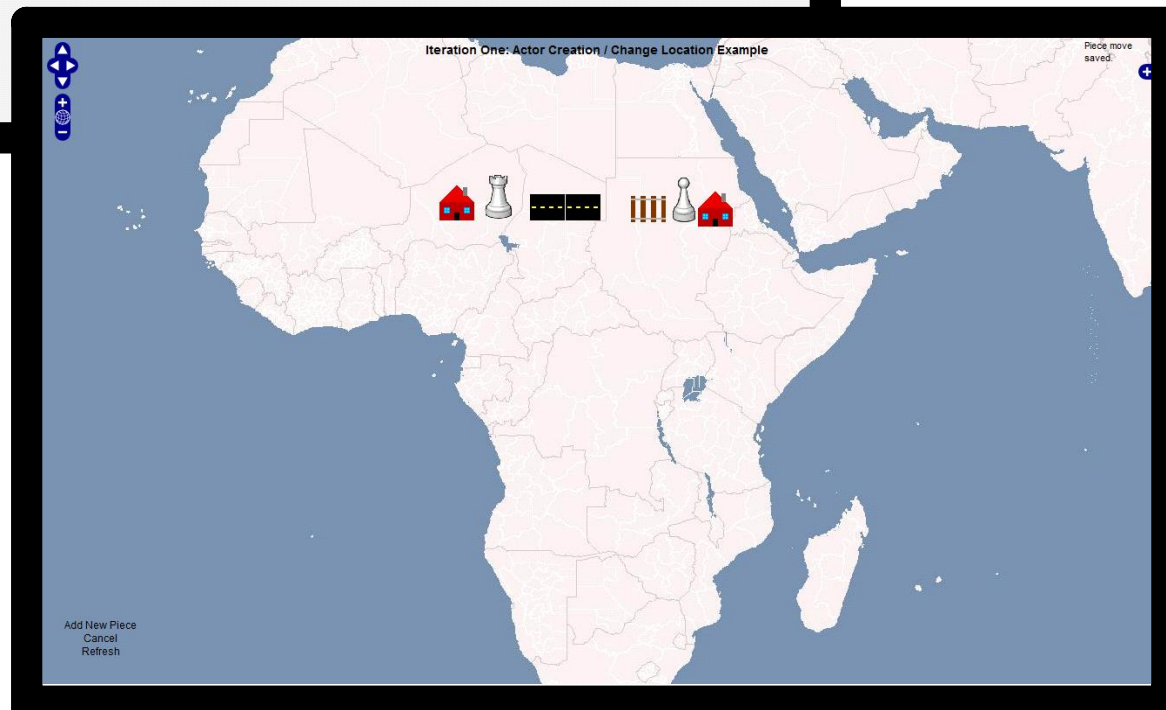 Iteration One: Actor Creation / Change Location Example
Piece move
saved.
Add New Piece
Cancel
Refresh